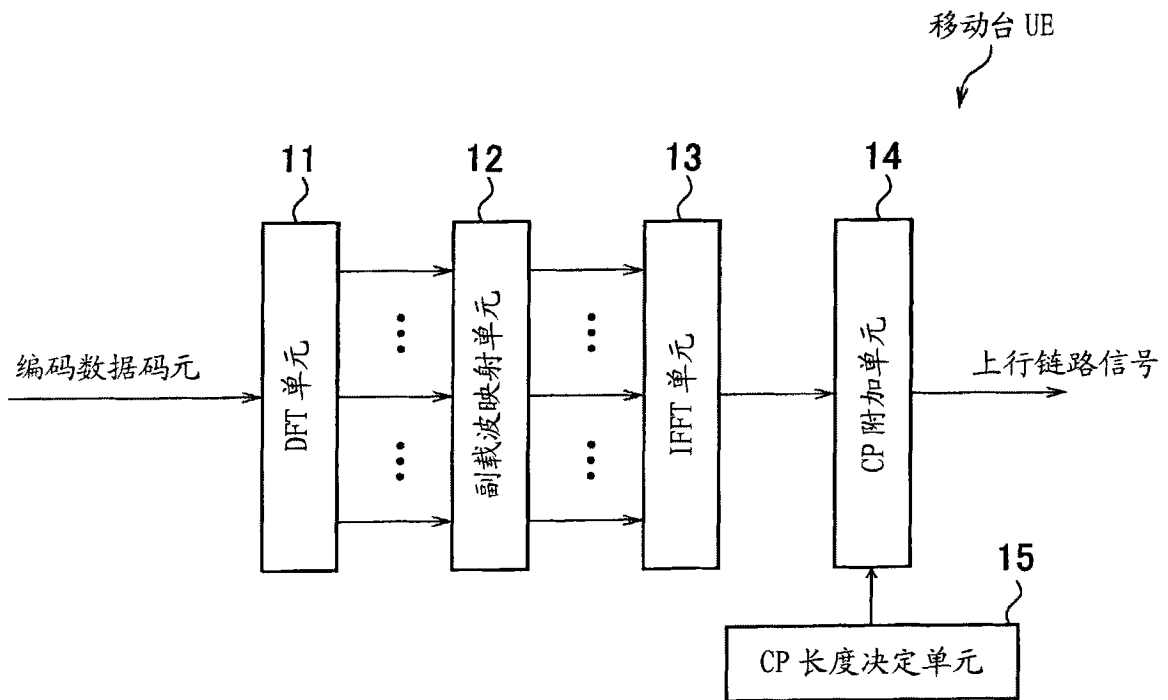 移动台 UE
11
12
13
14
编码数据码元
DFT 单元
副载波映射单元
IFFT 单元
CP 附加单元
上行链路信号
15
CP 长度决定单元